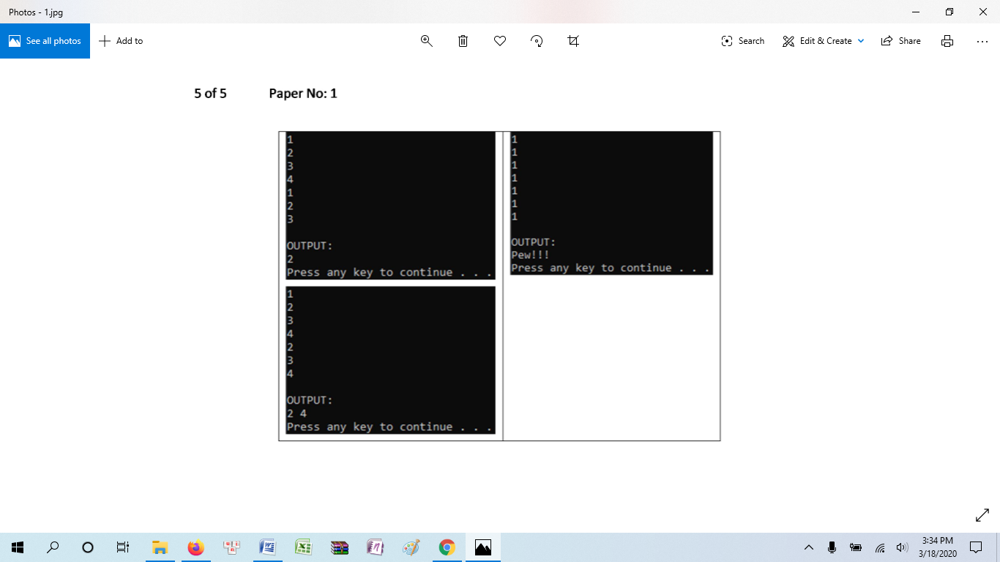 Photos - 1.jpg
See all photos
Add to
Search
Edit & Create
Share
5 of 5 Paper No: 1
1
2
3
4
1
2
3
OUTPUT:
2
Press any key to continue . . .
1
2
3
4
2
3
4
OUTPUT:
2 4
Press any key to continue . . .
1
1
1
1
1
1
1
OUTPUT:
Pew!!!
Press any key to continue . . .
3:34 PM
3/18/2020